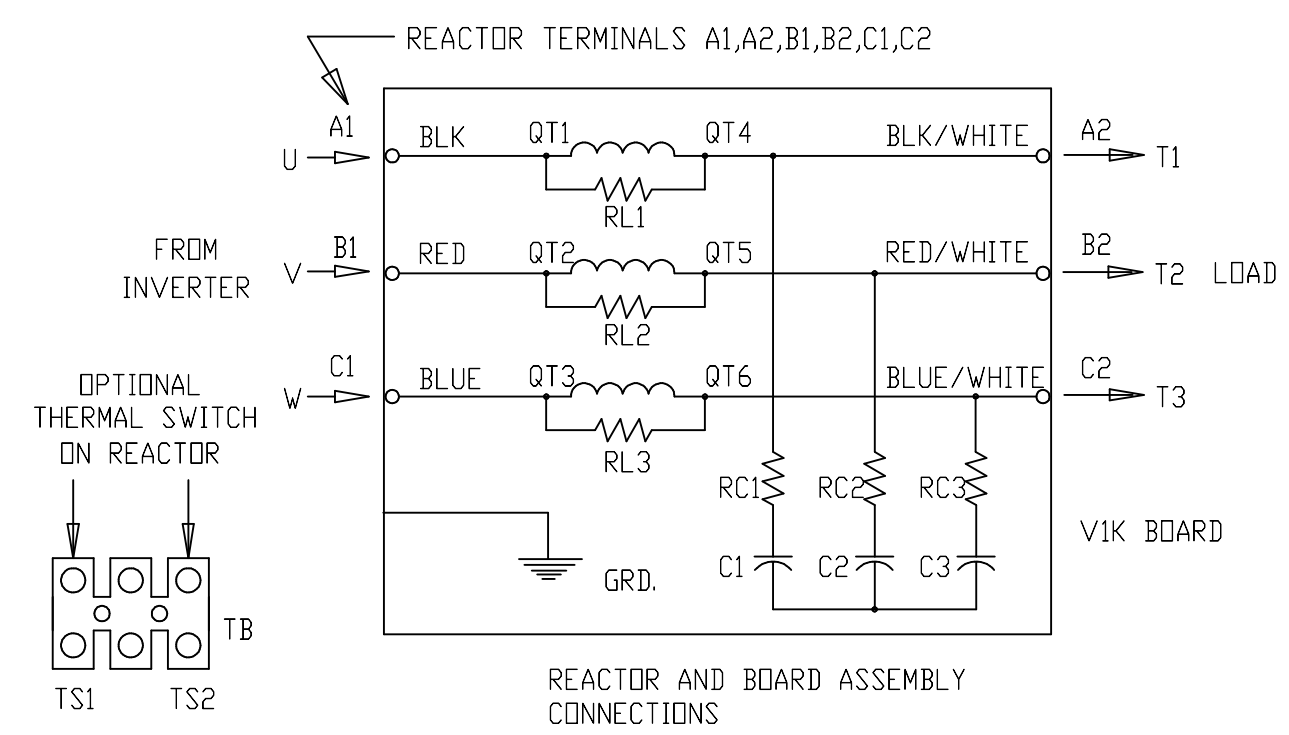 REACTOR TERMINALS A1,A2,B1,B2,C1,C2
A1
BLK
QT1
QT4
BLK/WHITE
A2
U
T1
RL1
FROM
INVERTER
B1
RED
QT2
QT5
RED/WHITE
B2
V
T2
LOAD
RL2
C1
BLUE
QT3
QT6
BLUE/WHITE
C2
W
T3
RL3
OPTIONAL
THERMAL SWITCH
ON REACTOR
RC1
RC2
RC3
V1K BOARD
C1
C2
C3
GRD.
TB
TS1
TS2
REACTOR AND BOARD ASSEMBLY
CONNECTIONS